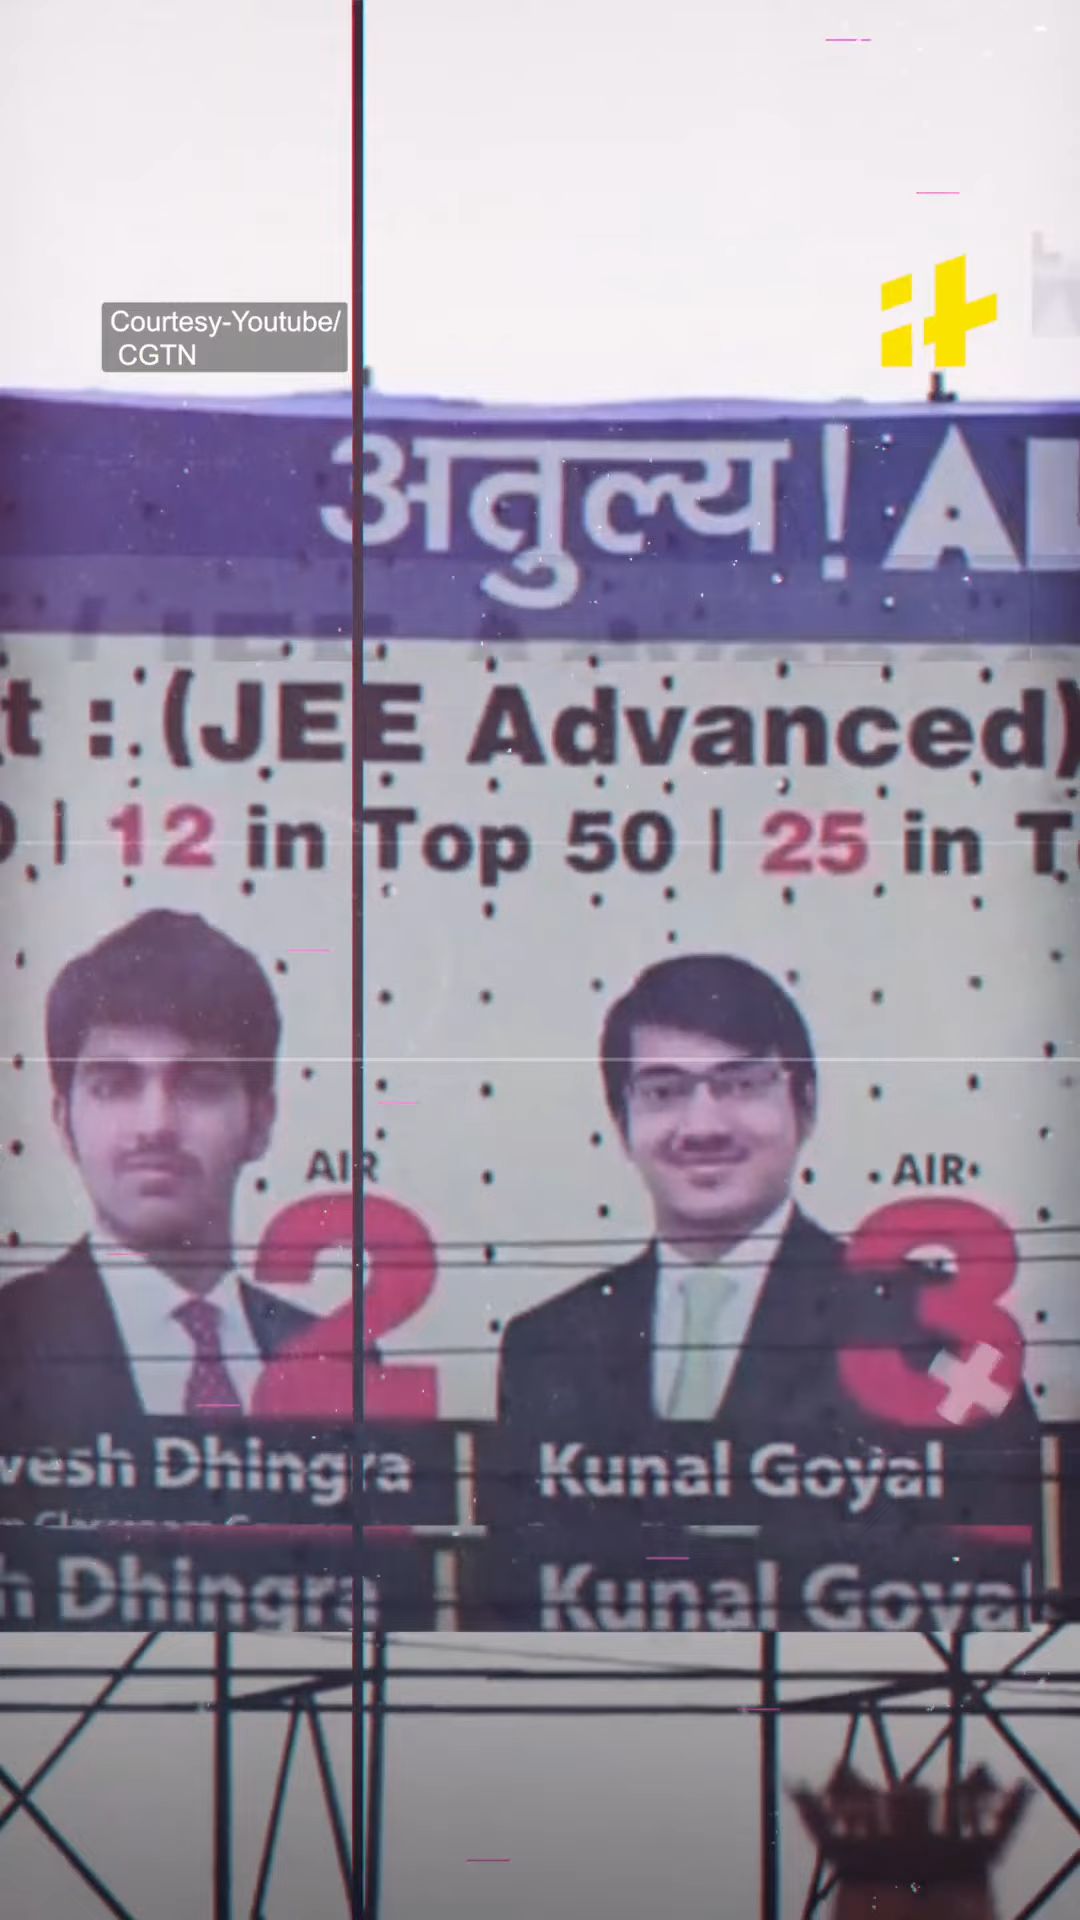 Courtesy-Youtube/
CGTN
अतुल्य!
: (JEE Advanced)
| 12 in Top 50 | 25 in
AIR
2
AIR
3
Dhingra
Kunal Goyal
Dhingra
Kunal Goyal